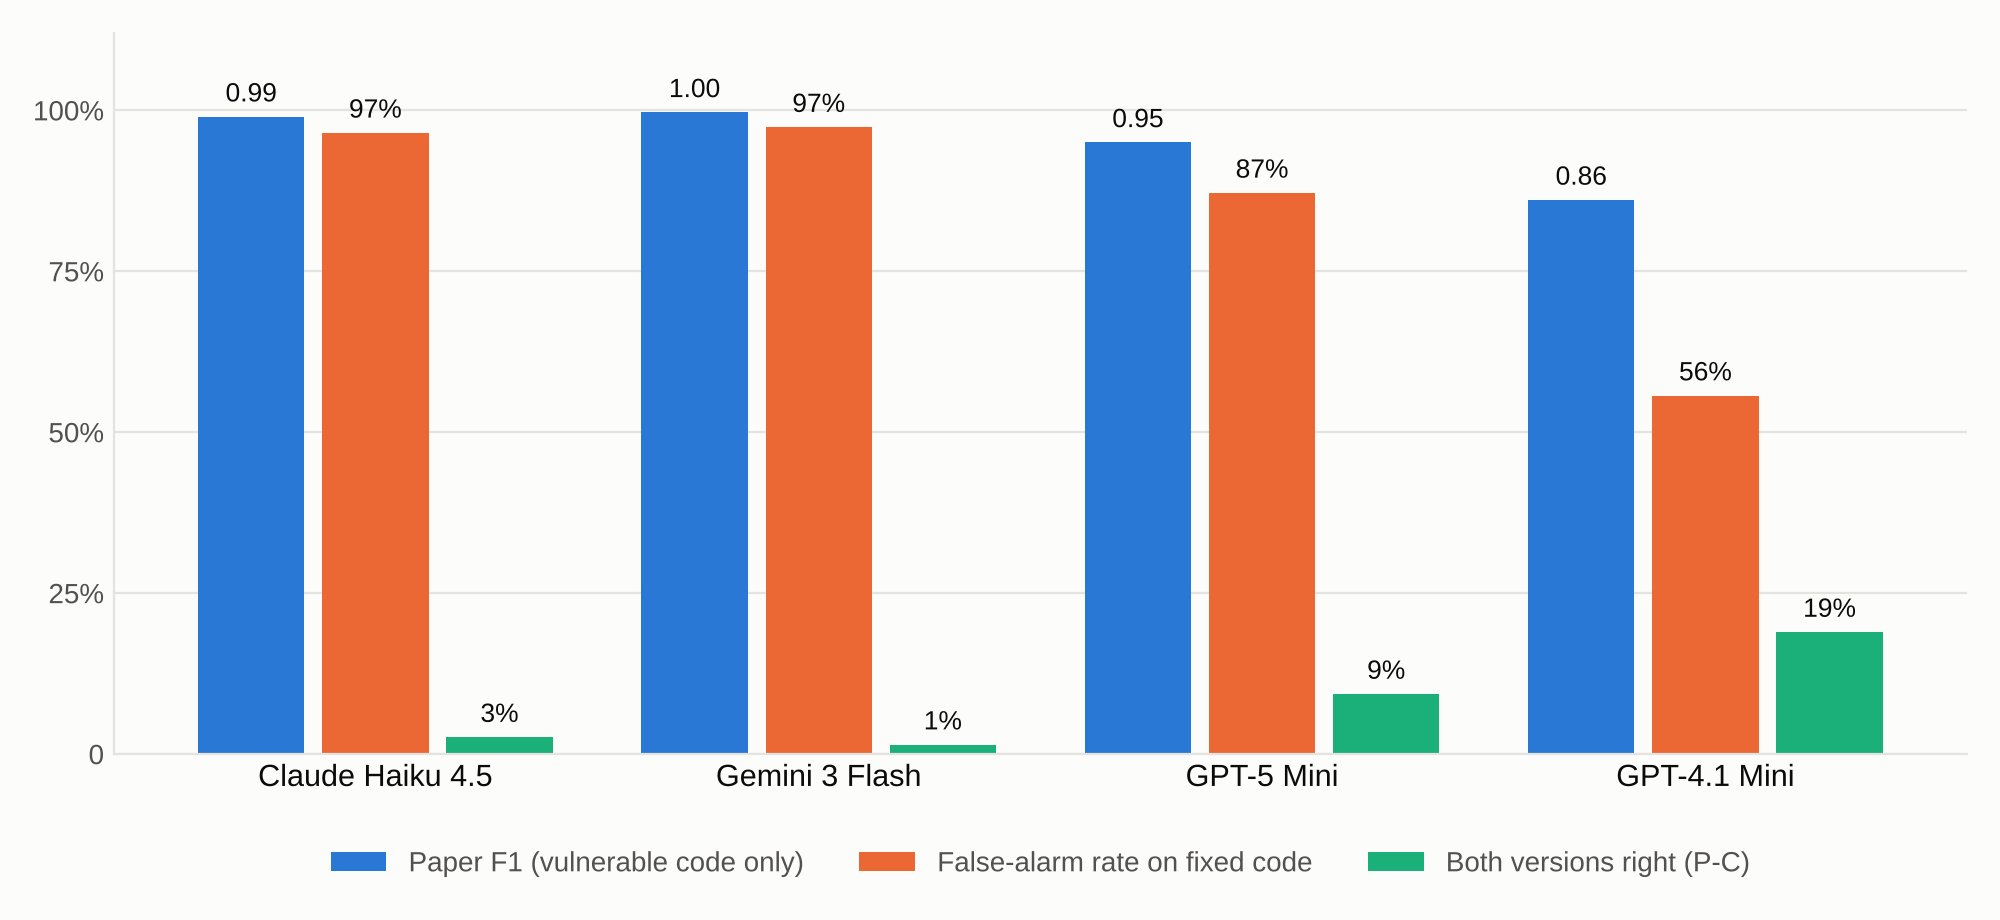 0.99
97%
3%
1.00
97%
1%
0.95
87%
9%
0.86
56%
19%
100%
75%
50%
25%
0
Claude Haiku 4.5
Gemini 3 Flash
GPT-5 Mini
GPT-4.1 Mini
Paper F1 (vulnerable code only)
False-alarm rate on fixed code
Both versions right (P-C)